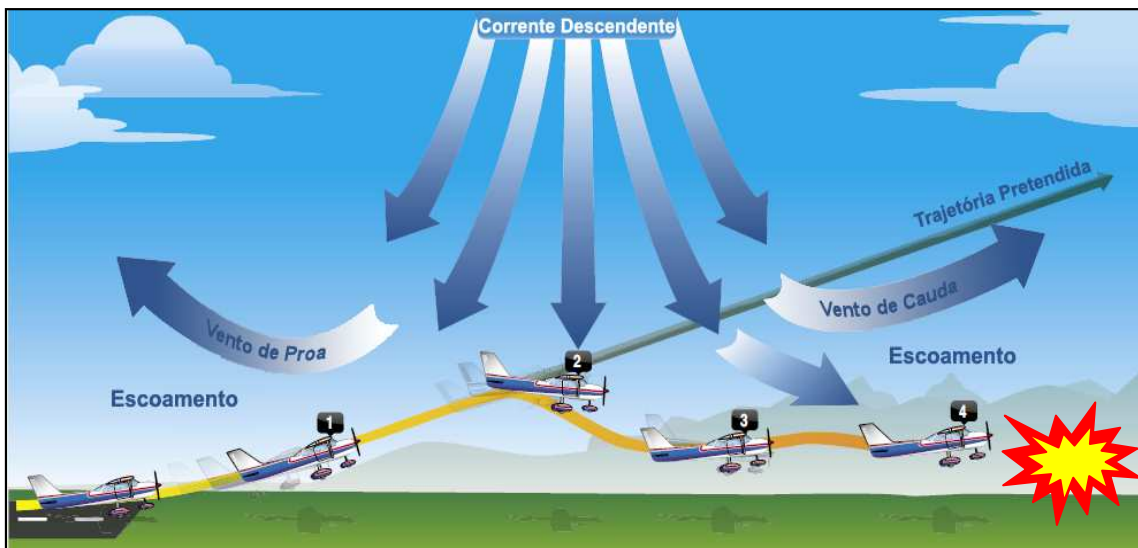 Corrente Descendente
Trajetória Pretendida
Vento de Cauda
Vento de Proa
Escoamento
Escoamento
1
2
3
4